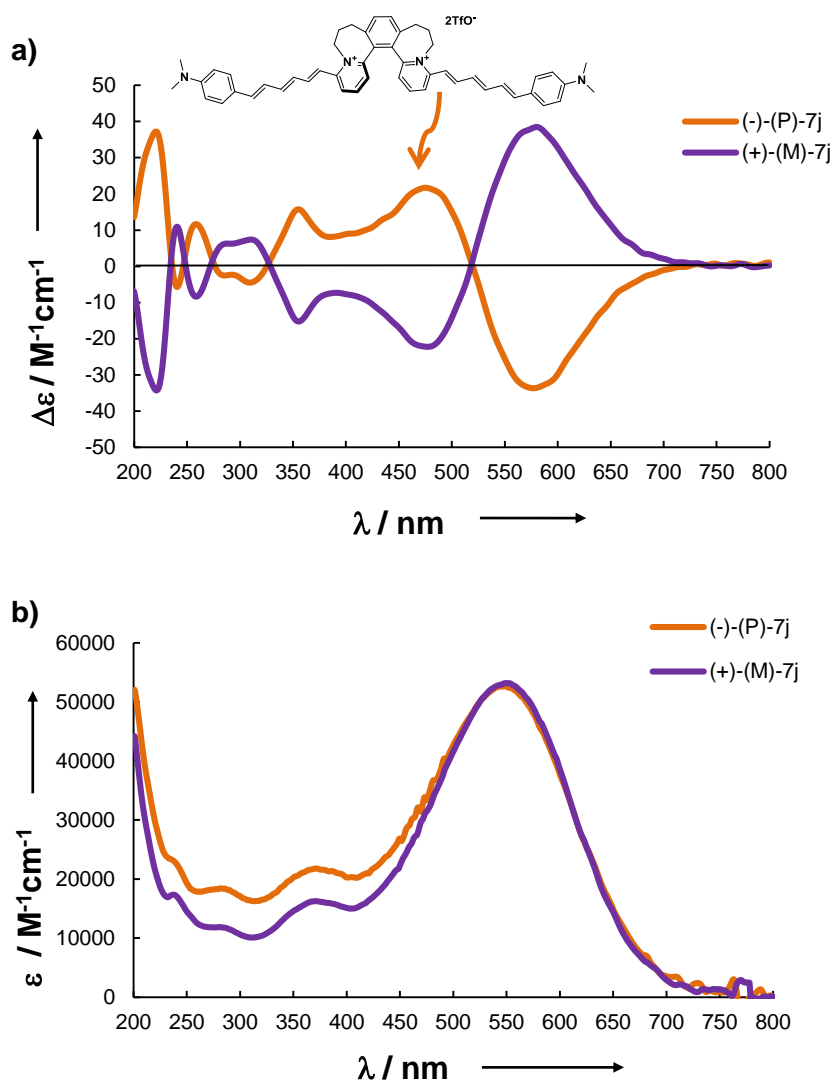 2TfO⁻
a)
N⁺
N⁺
N
N
50
40
30
20
10
0
-10
-20
-30
-40
-50
Δε / M⁻¹cm⁻¹
(-)-(P)-7j
(+)-(M)-7j
200 250 300 350 400 450 500 550 600 650 700 750 800
λ / nm
b)
60000
50000
40000
30000
20000
10000
0
ε / M⁻¹cm⁻¹
(-)-(P)-7j
(+)-(M)-7j
200 250 300 350 400 450 500 550 600 650 700 750 800
λ / nm